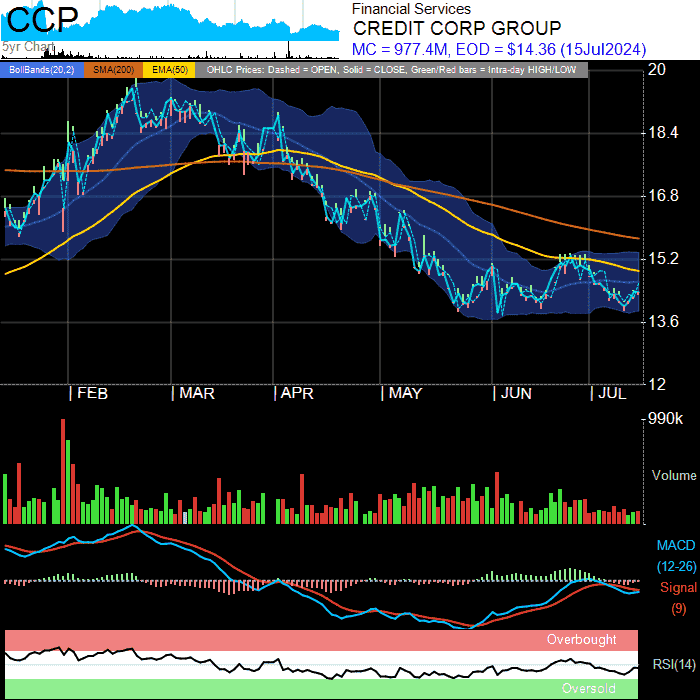 CCP
5yr Chart
Financial Services
CREDIT CORP GROUP
MC = 977.4M, EOD = $14.36 (15Jul2024)
BollBands(20,2) SMA(200) EMA(50) OHLC Prices: Dashed = OPEN, Solid = CLOSE, Green/Red bars = Intra-day HIGH/LOW
20
18.4
16.8
15.2
13.6
12
FEB MAR APR MAY JUN JUL
990k
Volume
MACD
(12-26)
Signal
(9)
Overbought
RSI(14)
Oversold